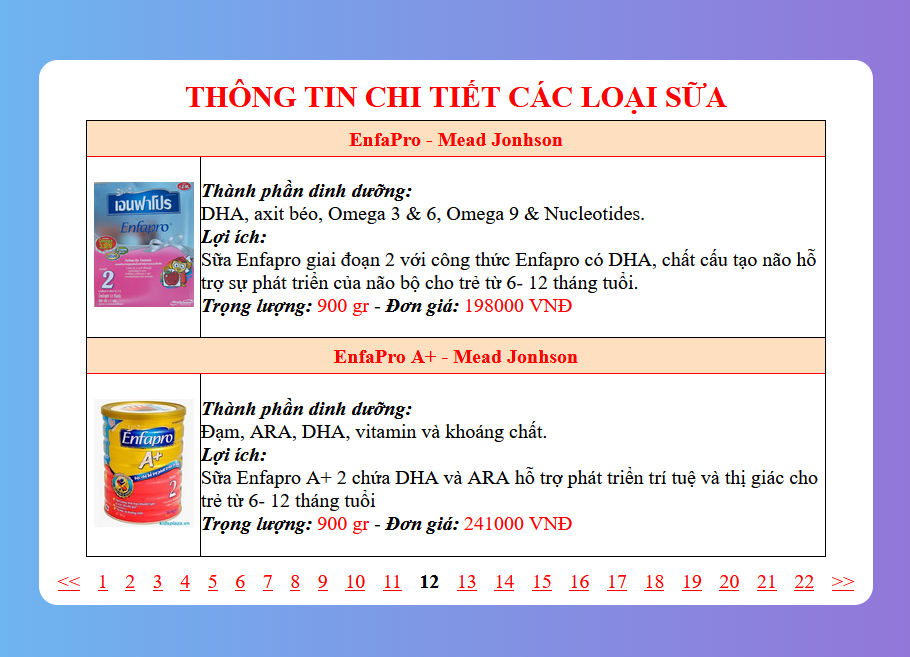 THÔNG TIN CHI TIẾT CÁC LOẠI SỮA
EnfaPro - Mead Jonhson
เอนฟาโปร
Enfapro
2
Thành phần dinh dưỡng:
DHA, axit béo, Omega 3 & 6, Omega 9 & Nucleotides.
Lợi ích:
Sữa Enfapro giai đoạn 2 với công thức Enfapro có DHA, chất cấu tạo não hỗ
trợ sự phát triển của não bộ cho trẻ từ 6- 12 tháng tuổi.
Trọng lượng: 900 gr - Đơn giá: 198000 VNĐ
EnfaPro A+ - Mead Jonhson
Enfapro
A+
2
kidsplaza.vn
Thành phần dinh dưỡng:
Đạm, ARA, DHA, vitamin và khoáng chất.
Lợi ích:
Sữa Enfapro A+ 2 chứa DHA và ARA hỗ trợ phát triển trí tuệ và thị giác cho
trẻ từ 6- 12 tháng tuổi
Trọng lượng: 900 gr - Đơn giá: 241000 VNĐ
<< 1 2 3 4 5 6 7 8 9 10 11 12 13 14 15 16 17 18 19 20 21 22 >>